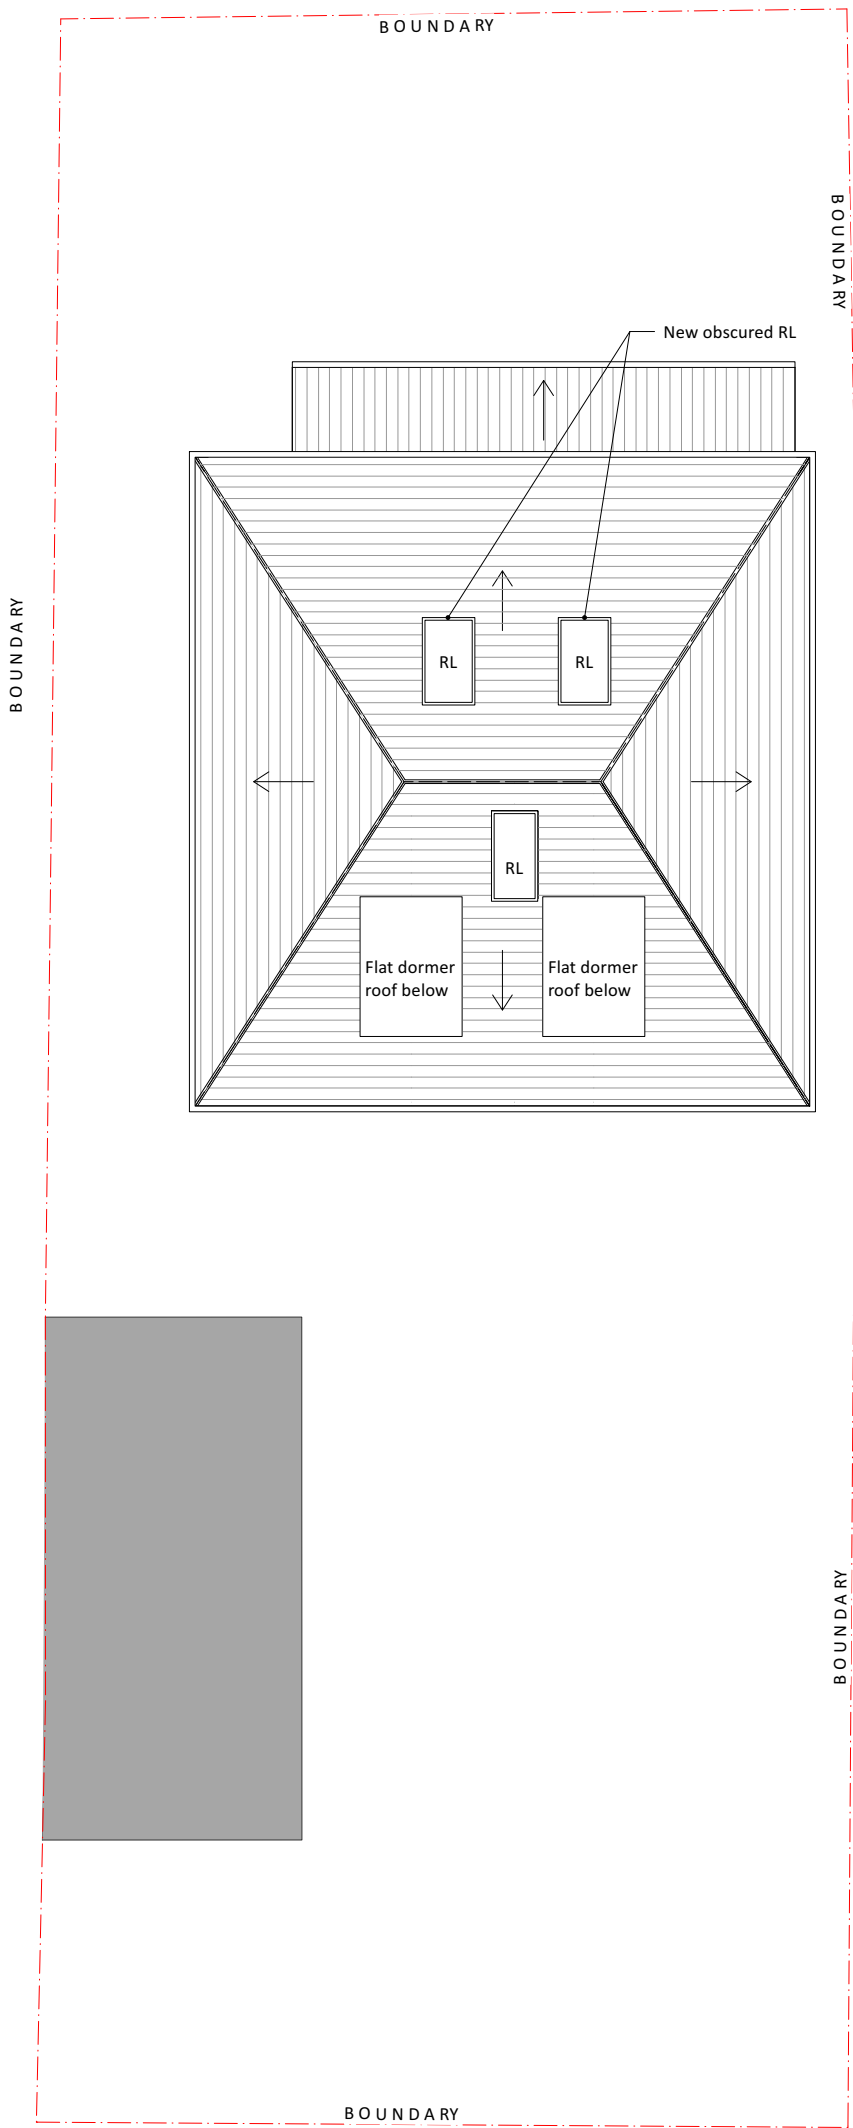 BOUNDARY
BOUNDARY
New obscured RL
BOUNDARY
RL
RL
RL
Flat dormer
roof below
Flat dormer
roof below
BOUNDARY
BOUNDARY